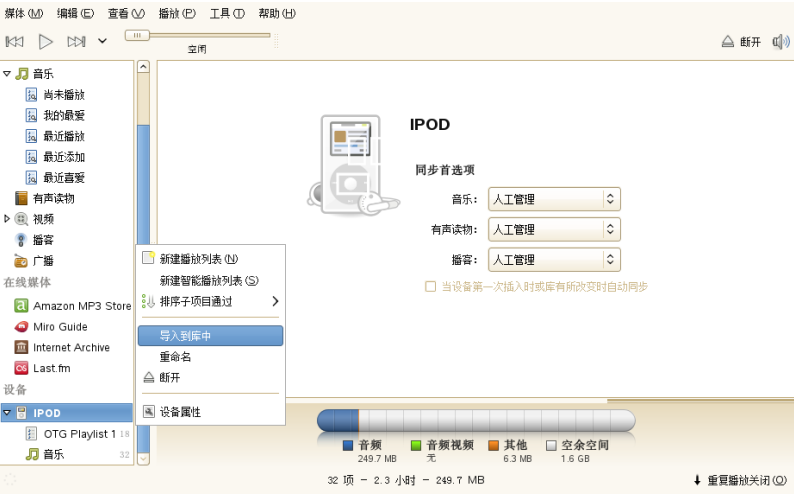 媒体(M) 编辑(E) 查看(V) 播放(P) 工具(T) 帮助(H)
空闲
断开
音乐
尚未播放
我的最爱
最近播放
最近添加
最近喜爱
有声读物
视频
播客
广播
在线媒体
Amazon MP3 Store
Miro Guide
Internet Archive
Last.fm
设备
IPOD
OTG Playlist 1 18
音乐 32
新建播放列表(N)
新建智能播放列表(S)
排序子项目通过
导入到库中
重命名
断开
设备属性
IPOD
同步首选项
音乐: 人工管理
有声读物: 人工管理
播客: 人工管理
当设备第一次插入时或库有所改变时自动同步
音频 音频视频 其他 空余空间
249.7 MB 无 6.3 MB 1.6 GB
32 项 – 2.3 小时 – 249.7 MB
重复播放关闭(O)